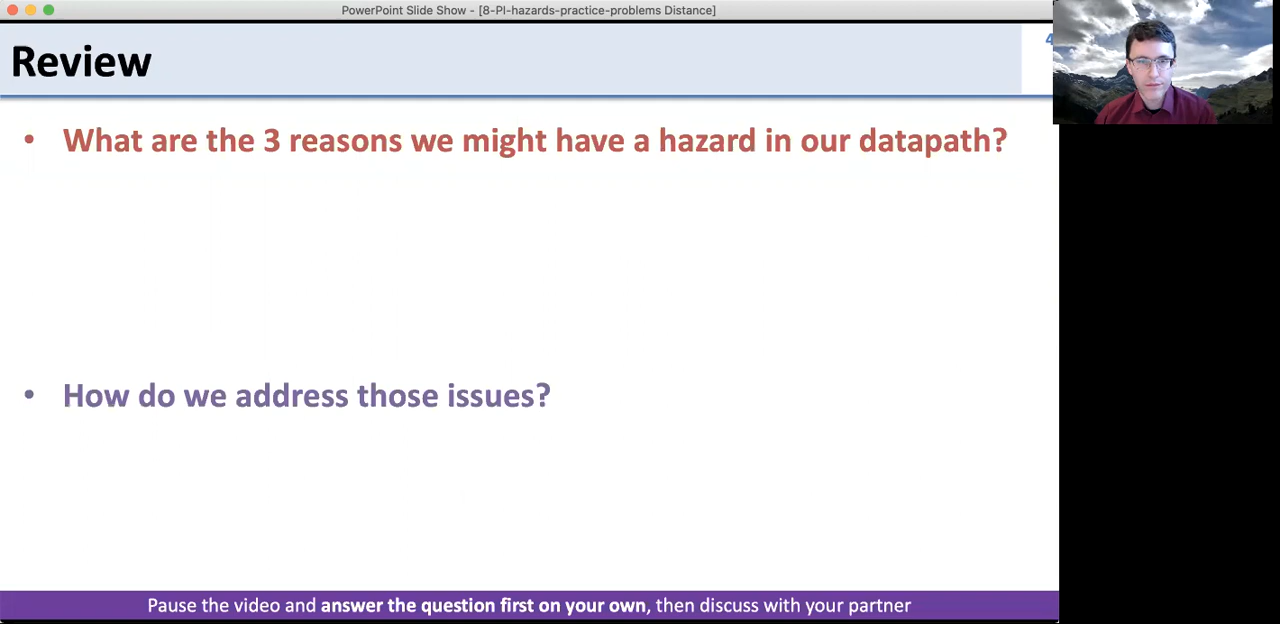 PowerPoint Slide Show - [8-PI-hazards-practice-problems Distance]
Review
4
• What are the 3 reasons we might have a hazard in our datapath?
• How do we address those issues?
Pause the video and answer the question first on your own, then discuss with your partner